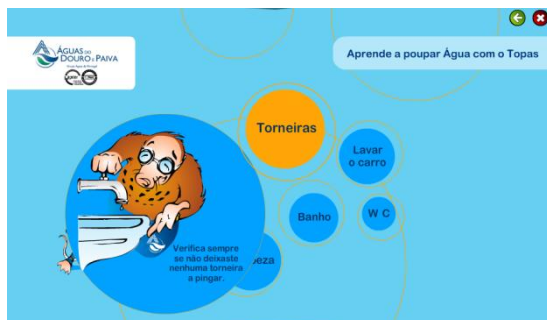 ÁGUAS DO
DOURO E PAIVA
Aprende a poupar Água com o Topas
Torneiras
Lavar
o carro
Banho
W C
eza
Verifica sempre
se não deixaste
nenhuma torneira
a pingar.